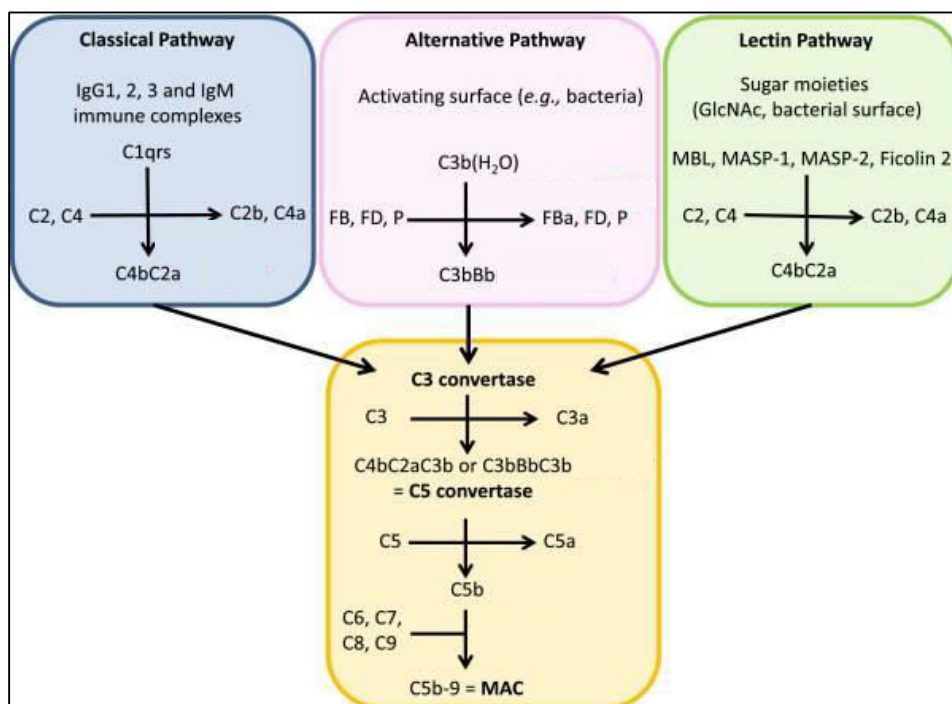 Classical Pathway
IgG1, 2, 3 and IgM
immune complexes
C1qrs
C2, C4
C2b, C4a
C4bC2a
Alternative Pathway
Activating surface (e.g., bacteria)
C3b(H₂O)
FB, FD, P
FBa, FD, P
C3bBb
Lectin Pathway
Sugar moieties
(GlcNAc, bacterial surface)
MBL, MASP-1, MASP-2, Ficolin 2
C2, C4
C2b, C4a
C4bC2a
C3 convertase
C3
C3a
C4bC2aC3b or C3bBbC3b
= C5 convertase
C5
C5a
C5b
C6, C7,
C8, C9
C5b-9 = MAC